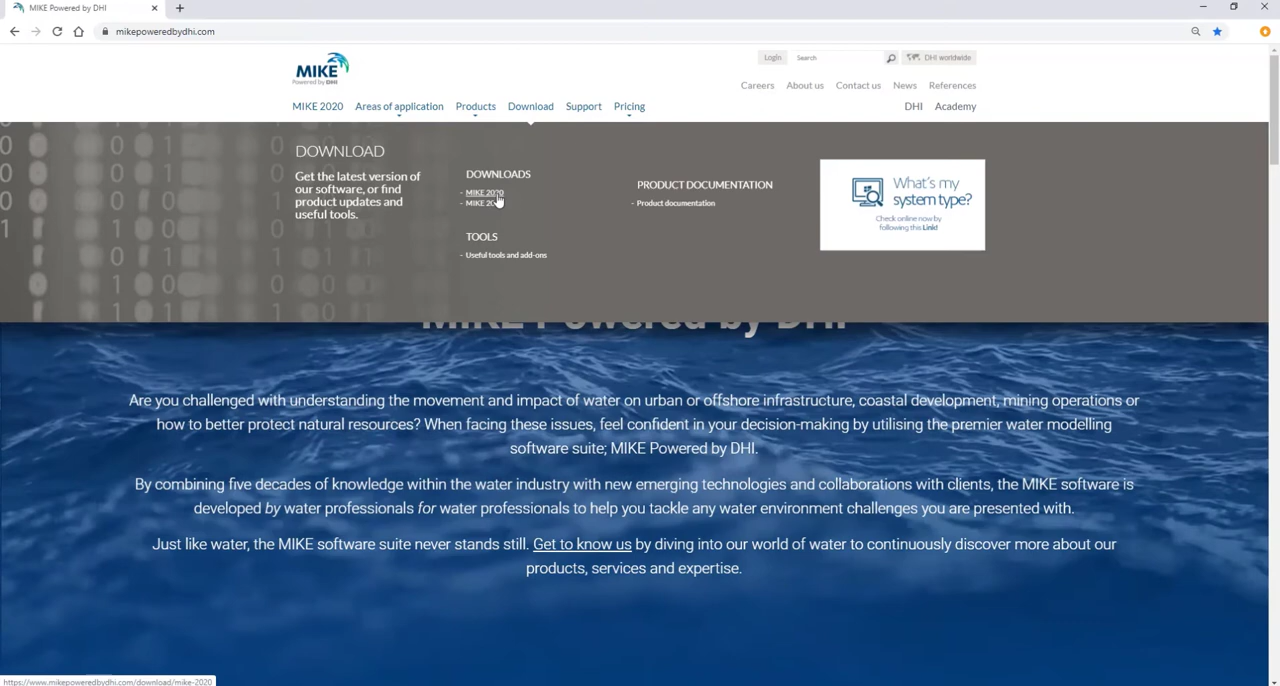 MIKE Powered by DHI
mikepoweredbydhi.com
MIKE
Powered by DHI
Login
Search
DHI worldwide
Careers
About us
Contact us
News
References
MIKE 2020
Areas of application
Products
Download
Support
Pricing
DHI
Academy
DOWNLOAD
Get the latest version of
our software, or find
product updates and
useful tools.
DOWNLOADS
- MIKE 2020
- MIKE
TOOLS
- Useful tools and add-ons
PRODUCT DOCUMENTATION
- Product documentation
What's my
system type?
Check online now by
following this Link!
MIKE Powered by DHI
Are you challenged with understanding the movement and impact of water on urban or offshore infrastructure, coastal development, mining operations or
how to better protect natural resources? When facing these issues, feel confident in your decision-making by utilising the premier water modelling
software suite; MIKE Powered by DHI.
By combining five decades of knowledge within the water industry with new emerging technologies and collaborations with clients, the MIKE software is
developed by water professionals for water professionals to help you tackle any water environment challenges you are presented with.
Just like water, the MIKE software suite never stands still. Get to know us by diving into our world of water to continuously discover more about our
products, services and expertise.
https://www.mikepoweredbydhi.com/download/mike-2020